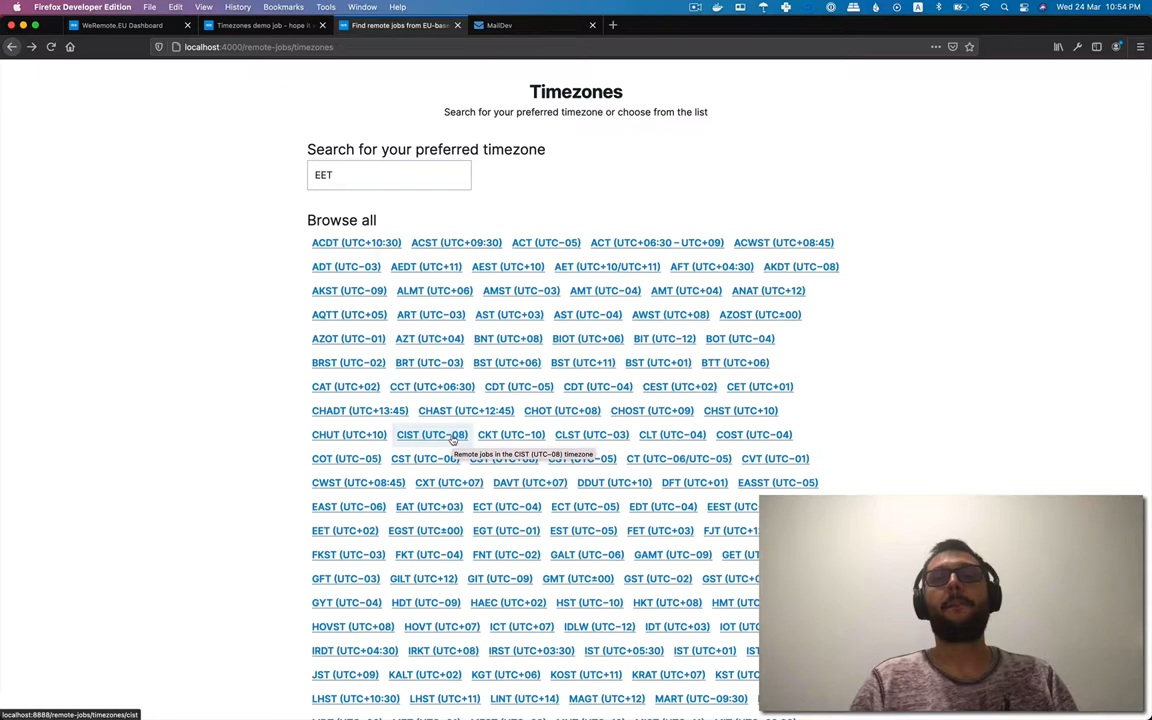 Firefox Developer Edition File Edit View History Bookmarks Tools Window Help A Wed 24 Mar 10:54 PM
WeRemote.EU Dashboard Timezones demo job – hope it Find remote jobs from EU-base MailDev
localhost:4000/remote-jobs/timezones
Timezones
Search for your preferred timezone or choose from the list
Search for your preferred timezone
EET
Browse all
ACDT (UTC+10:30) ACST (UTC+09:30) ACT (UTC−05) ACT (UTC+06:30 – UTC+09) ACWST (UTC+08:45)
ADT (UTC−03) AEDT (UTC+11) AEST (UTC+10) AET (UTC+10/UTC+11) AFT (UTC+04:30) AKDT (UTC−08)
AKST (UTC−09) ALMT (UTC+06) AMST (UTC−03) AMT (UTC−04) AMT (UTC+04) ANAT (UTC+12)
AQTT (UTC+05) ART (UTC−03) AST (UTC+03) AST (UTC−04) AWST (UTC+08) AZOST (UTC±00)
AZOT (UTC−01) AZT (UTC+04) BNT (UTC+08) BIOT (UTC+06) BIT (UTC−12) BOT (UTC−04)
BRST (UTC−02) BRT (UTC−03) BST (UTC+06) BST (UTC+11) BST (UTC+01) BTT (UTC+06)
CAT (UTC+02) CCT (UTC+06:30) CDT (UTC−05) CDT (UTC−04) CEST (UTC+02) CET (UTC+01)
CHADT (UTC+13:45) CHAST (UTC+12:45) CHOT (UTC+08) CHOST (UTC+09) CHST (UTC+10)
CHUT (UTC+10) CIST (UTC−08) CKT (UTC−10) CLST (UTC−03) CLT (UTC−04) COST (UTC−04)
Remote jobs in the CIST (UTC−08) timezone
COT (UTC−05) CST (UTC−06) CT (UTC−06/UTC−05) CVT (UTC−01)
CWST (UTC+08:45) CXT (UTC+07) DAVT (UTC+07) DDUT (UTC+10) DFT (UTC+01) EASST (UTC−05)
EAST (UTC−06) EAT (UTC+03) ECT (UTC−04) ECT (UTC−05) EDT (UTC−04) EEST (UTC+
EET (UTC+02) EGST (UTC±00) EGT (UTC−01) EST (UTC−05) FET (UTC+03) FJT (UTC+1
FKST (UTC−03) FKT (UTC−04) FNT (UTC−02) GALT (UTC−06) GAMT (UTC−09) GET (UT
GFT (UTC−03) GILT (UTC+12) GIT (UTC−09) GMT (UTC±00) GST (UTC−02) GST (UTC+
GYT (UTC−04) HDT (UTC−09) HAEC (UTC+02) HST (UTC−10) HKT (UTC+08) HMT (UT
HOVST (UTC+08) HOVT (UTC+07) ICT (UTC+07) IDLW (UTC−12) IDT (UTC+03) IOT (UT
IRDT (UTC+04:30) IRKT (UTC+08) IRST (UTC+03:30) IST (UTC+05:30) IST (UTC+01) IST
JST (UTC+09) KALT (UTC+02) KGT (UTC+06) KOST (UTC+11) KRAT (UTC+07) KST (UT
LHST (UTC+10:30) LHST (UTC+11) LINT (UTC+14) MAGT (UTC+12) MART (UTC−09:30)
localhost:8888/remote-jobs/timezones/cist